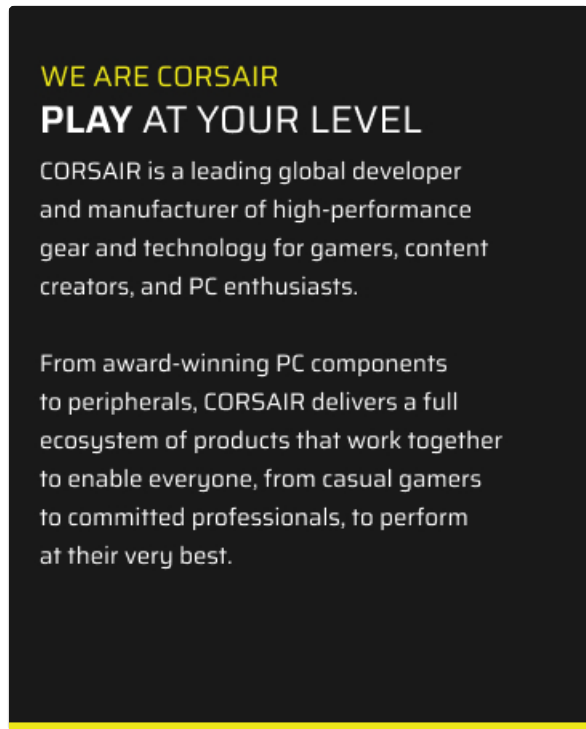 WE ARE CORSAIR
PLAY AT YOUR LEVEL
CORSAIR is a leading global developer
and manufacturer of high-performance
gear and technology for gamers, content
creators, and PC enthusiasts.
From award-winning PC components
to peripherals, CORSAIR delivers a full
ecosystem of products that work together
to enable everyone, from casual gamers
to committed professionals, to perform
at their very best.